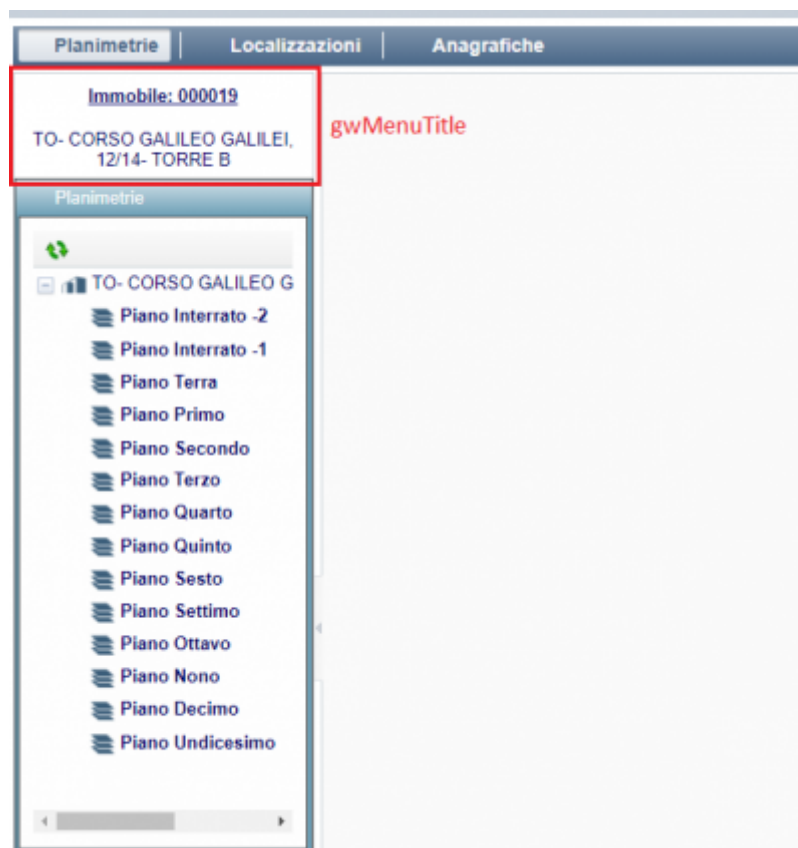 Planimetrie Localizzazioni Anagrafiche
Immobile: 000019
TO- CORSO GALILEO GALILEI,
12/14- TORRE B
gwMenuTitle
Planimetrie
TO- CORSO GALILEO G
Piano Interrato -2
Piano Interrato -1
Piano Terra
Piano Primo
Piano Secondo
Piano Terzo
Piano Quarto
Piano Quinto
Piano Sesto
Piano Settimo
Piano Ottavo
Piano Nono
Piano Decimo
Piano Undicesimo